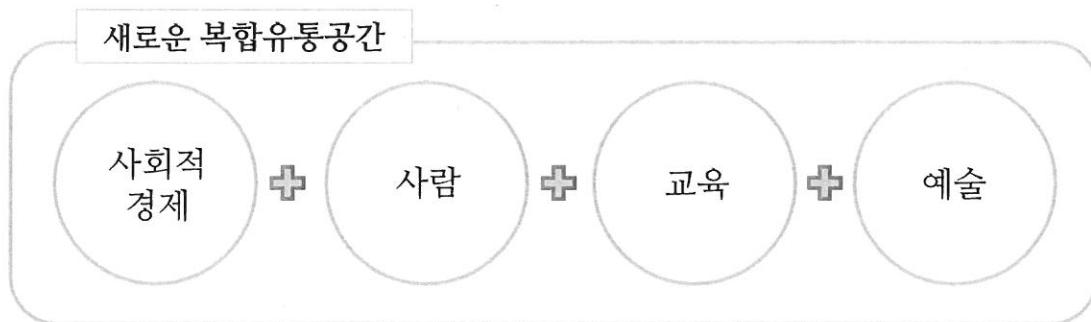 새로운 복합유통공간
사회적
경제
사람
교육
예술